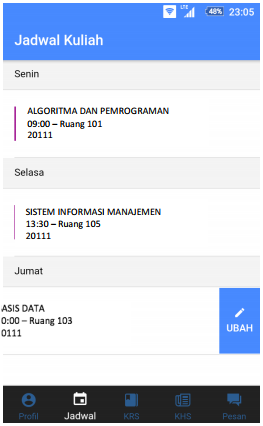 LTE 48% 23:05
Jadwal Kuliah
Senin
ALGORITMA DAN PEMROGRAMAN
09:00 – Ruang 101
20111
Selasa
SISTEM INFORMASI MANAJEMEN
13:30 – Ruang 105
20111
Jumat
ASIS DATA
0:00 – Ruang 103
0111
UBAH
Profil Jadwal KRS KHS Pesan